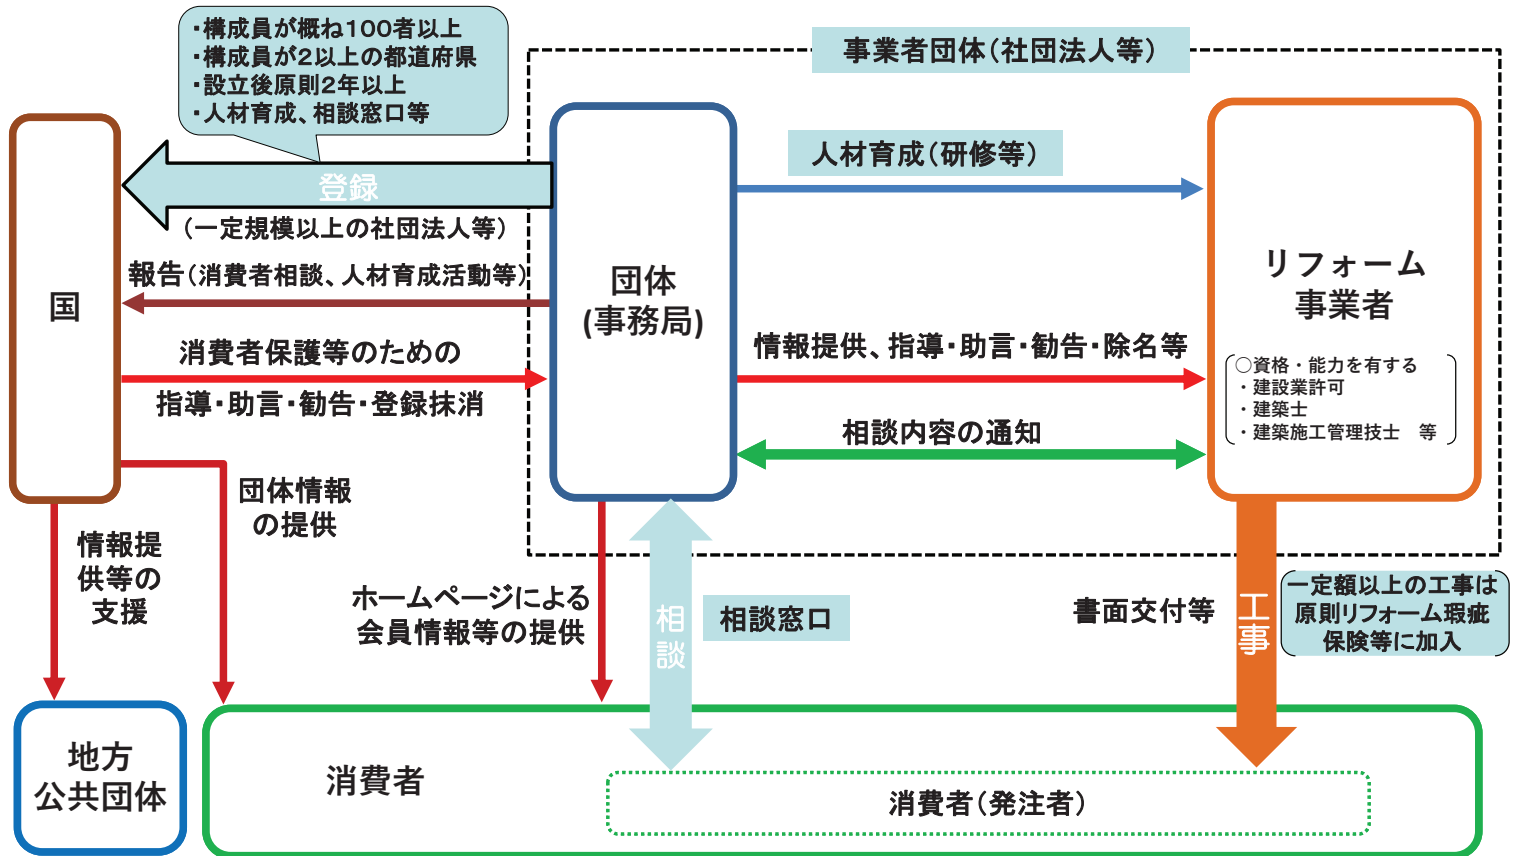 ・構成員が概ね100者以上
・構成員が2以上の都道府県
・設立後原則2年以上
・人材育成、相談窓口等
事業者団体(社団法人等)
登録
(一定規模以上の社団法人等)
人材育成(研修等)
報告(消費者相談、人材育成活動等)
国
団体
(事務局)
リフォーム
事業者
○資格・能力を有する
・建設業許可
・建築士
・建築施工管理技士　等
消費者保護等のための
指導・助言・勧告・登録抹消
情報提供、指導・助言・勧告・除名等
相談内容の通知
団体情報
の提供
情報提
供等の
支援
ホームページによる
会員情報等の提供
相談
相談窓口
書面交付等
工事
一定額以上の工事は
原則リフォーム瑕疵
保険等に加入
地方
公共団体
消費者
消費者(発注者)